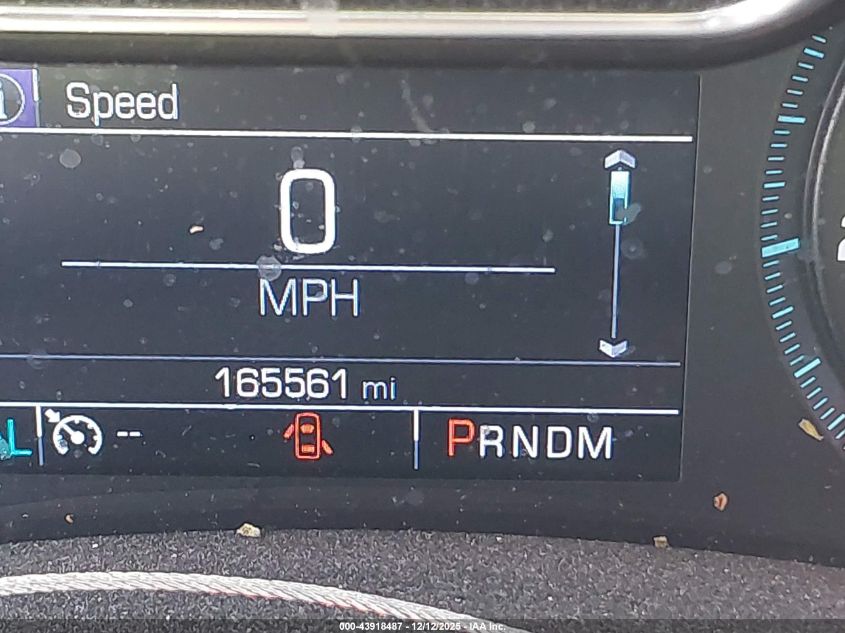 Speed
0
MPH
165561 mi
--
PRNDM
000-43918487 - 12/12/2025 - IAA Inc.